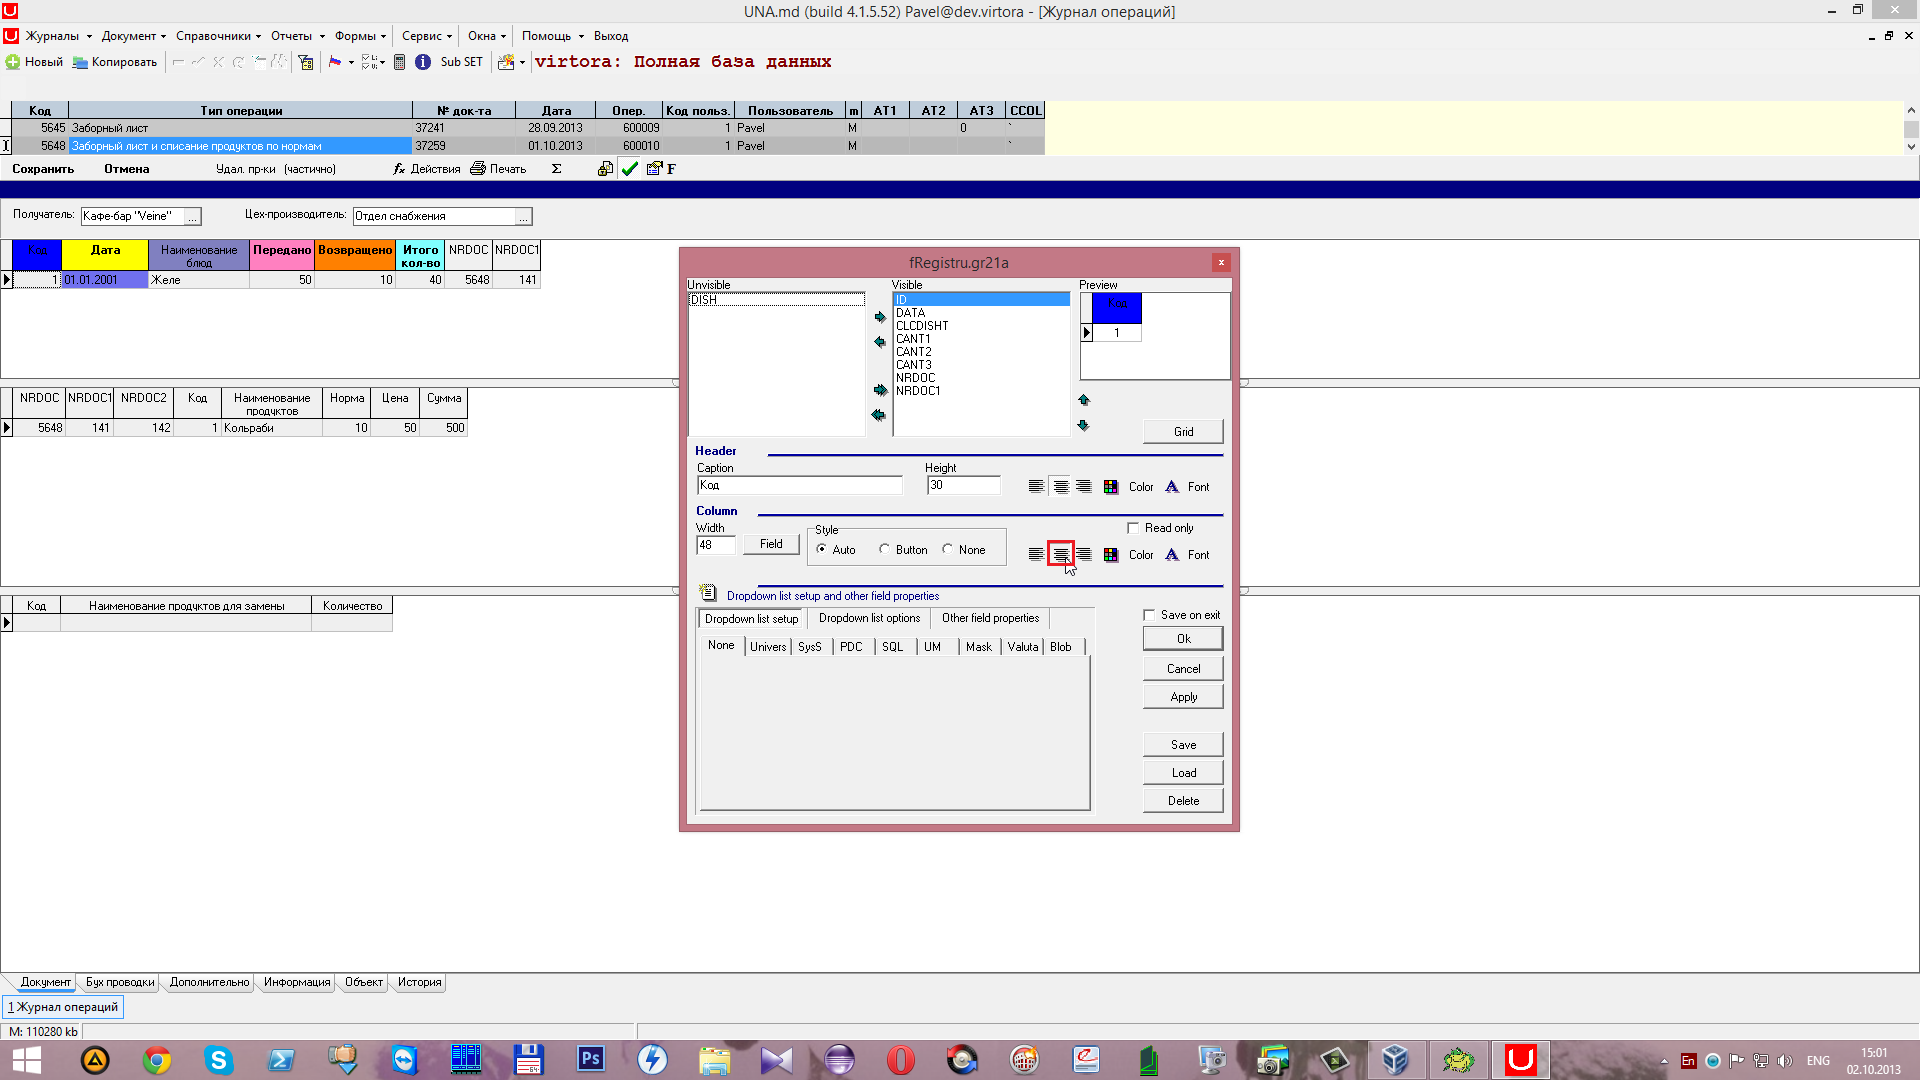 UNA.md (build 4.1.5.52) Pavel@dev.virtora - [Журнал операций]
Журналы Документ Справочники Отчеты Формы Сервис Окна Помощь Выход
Новый Копировать Sub SET virtora: Полная база данных
Код Тип операции № док-та Дата Опер. Код польз. Пользователь m AT1 AT2 AT3 CCOL
5645 Заборный лист 37241 28.09.2013 600009 1 Pavel M 0 `
5648 Заборный лист и списание продуктов по нормам 37259 01.10.2013 600010 1 Pavel M `
Сохранить Отмена Удал. пр-ки (частично) fx Действия Печать Σ F
Получатель: Кафе-бар "Veine" ... Цех-производитель: Отдел снабжения ...
Код Дата Наименование блюд Передано Возвращено Итого кол-во NRDOC NRDOC1
1 01.01.2001 Желе 50 10 40 5648 141
NRDOC NRDOC1 NRDOC2 Код Наименование продуктов Норма Цена Сумма
5648 141 142 1 Кольраби 10 50 500
Код Наименование продуктов для замены Количество
fRegistru.gr21a
x
Unvisible Visible Preview
DISH
ID
DATA
CLCDISHT
CANT1
CANT2
CANT3
NRDOC
NRDOC1
Код
1
Grid
Header
Caption Height
Код 30 Color Font
Column
Width Style Read only
48 Field Auto Button None Color Font
Dropdown list setup and other field properties
Dropdown list setup Dropdown list options Other field properties
None Univers SysS PDC SQL UM Mask Valuta Blob
Save on exit
Ok
Cancel
Apply
Save
Load
Delete
Документ Бух проводки Дополнительно Информация Объект История
1 Журнал операций
M: 110280 kb
64
Ps
En
ENG
15:01
02.10.2013